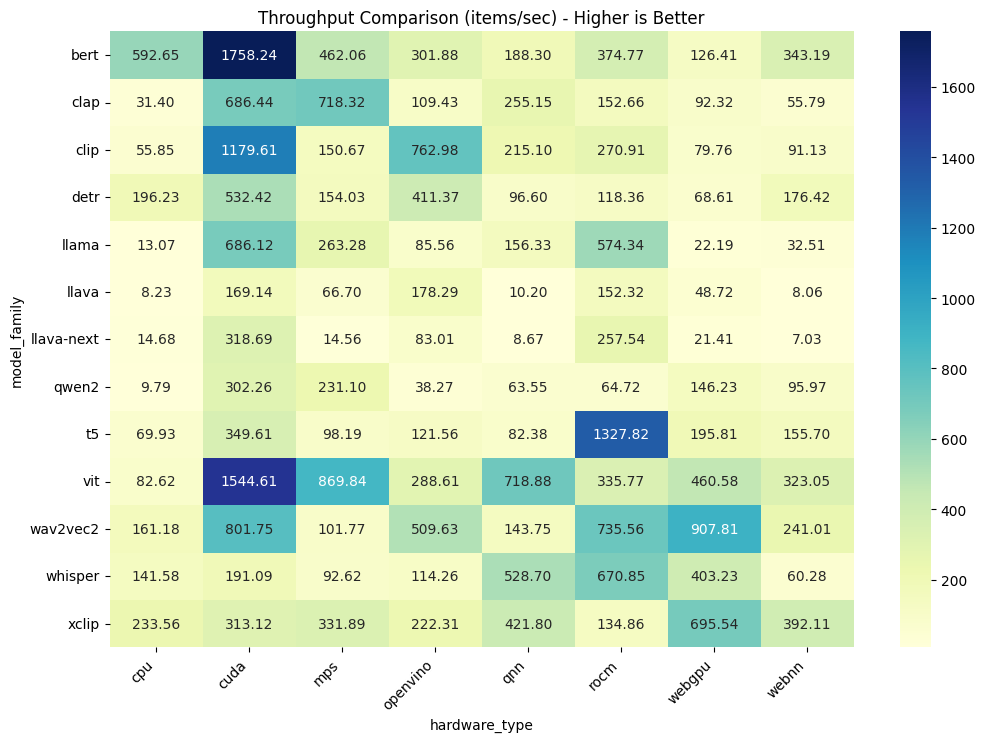 Throughput Comparison (items/sec) - Higher is Better
model_family
bert 592.65 1758.24 462.06 301.88 188.30 374.77 126.41 343.19
clap 31.40 686.44 718.32 109.43 255.15 152.66 92.32 55.79
clip 55.85 1179.61 150.67 762.98 215.10 270.91 79.76 91.13
detr 196.23 532.42 154.03 411.37 96.60 118.36 68.61 176.42
llama 13.07 686.12 263.28 85.56 156.33 574.34 22.19 32.51
llava 8.23 169.14 66.70 178.29 10.20 152.32 48.72 8.06
llava-next 14.68 318.69 14.56 83.01 8.67 257.54 21.41 7.03
qwen2 9.79 302.26 231.10 38.27 63.55 64.72 146.23 95.97
t5 69.93 349.61 98.19 121.56 82.38 1327.82 195.81 155.70
vit 82.62 1544.61 869.84 288.61 718.88 335.77 460.58 323.05
wav2vec2 161.18 801.75 101.77 509.63 143.75 735.56 907.81 241.01
whisper 141.58 191.09 92.62 114.26 528.70 670.85 403.23 60.28
xclip 233.56 313.12 331.89 222.31 421.80 134.86 695.54 392.11
cpu cuda mps openvino qnn rocm webgpu webnn
hardware_type
1600
1400
1200
1000
800
600
400
200